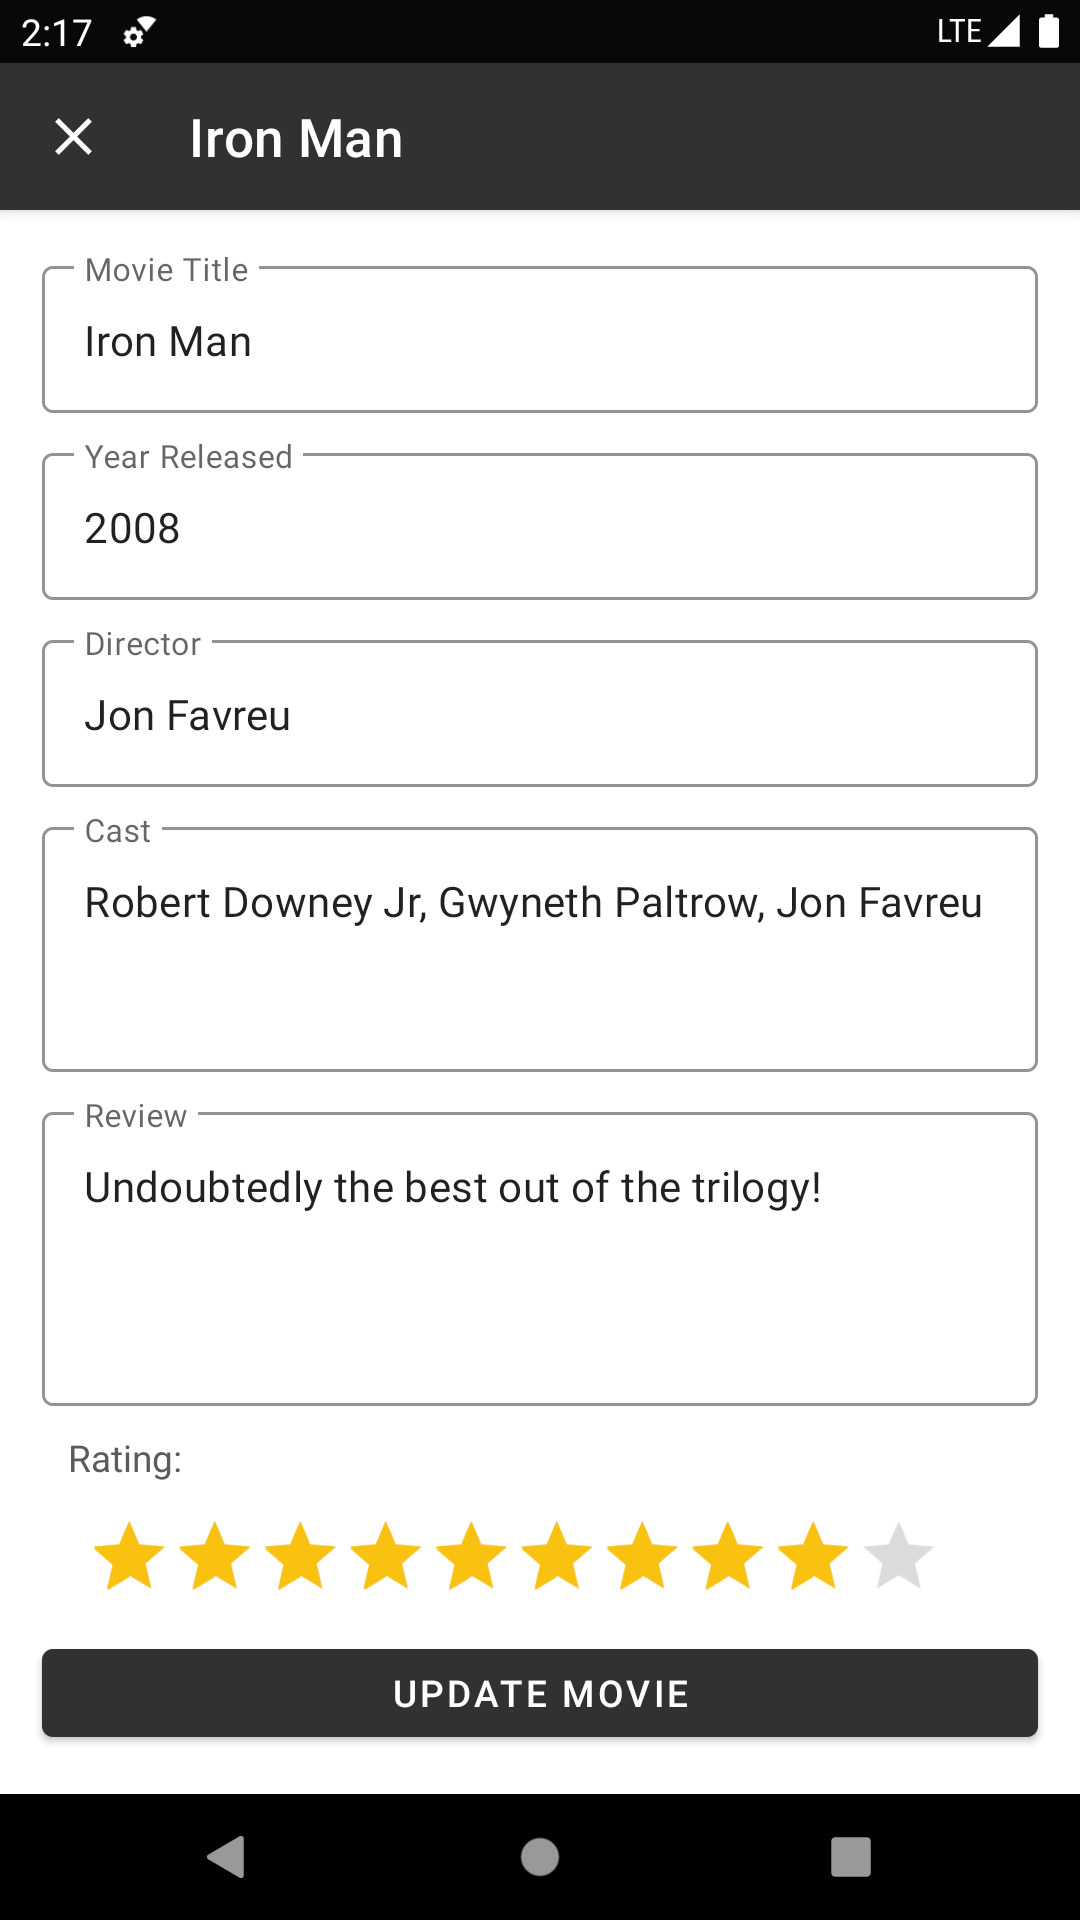 2:17 LTE
Iron Man
Movie Title
Iron Man
Year Released
2008
Director
Jon Favreu
Cast
Robert Downey Jr, Gwyneth Paltrow, Jon Favreu
Review
Undoubtedly the best out of the trilogy!
Rating:
UPDATE MOVIE